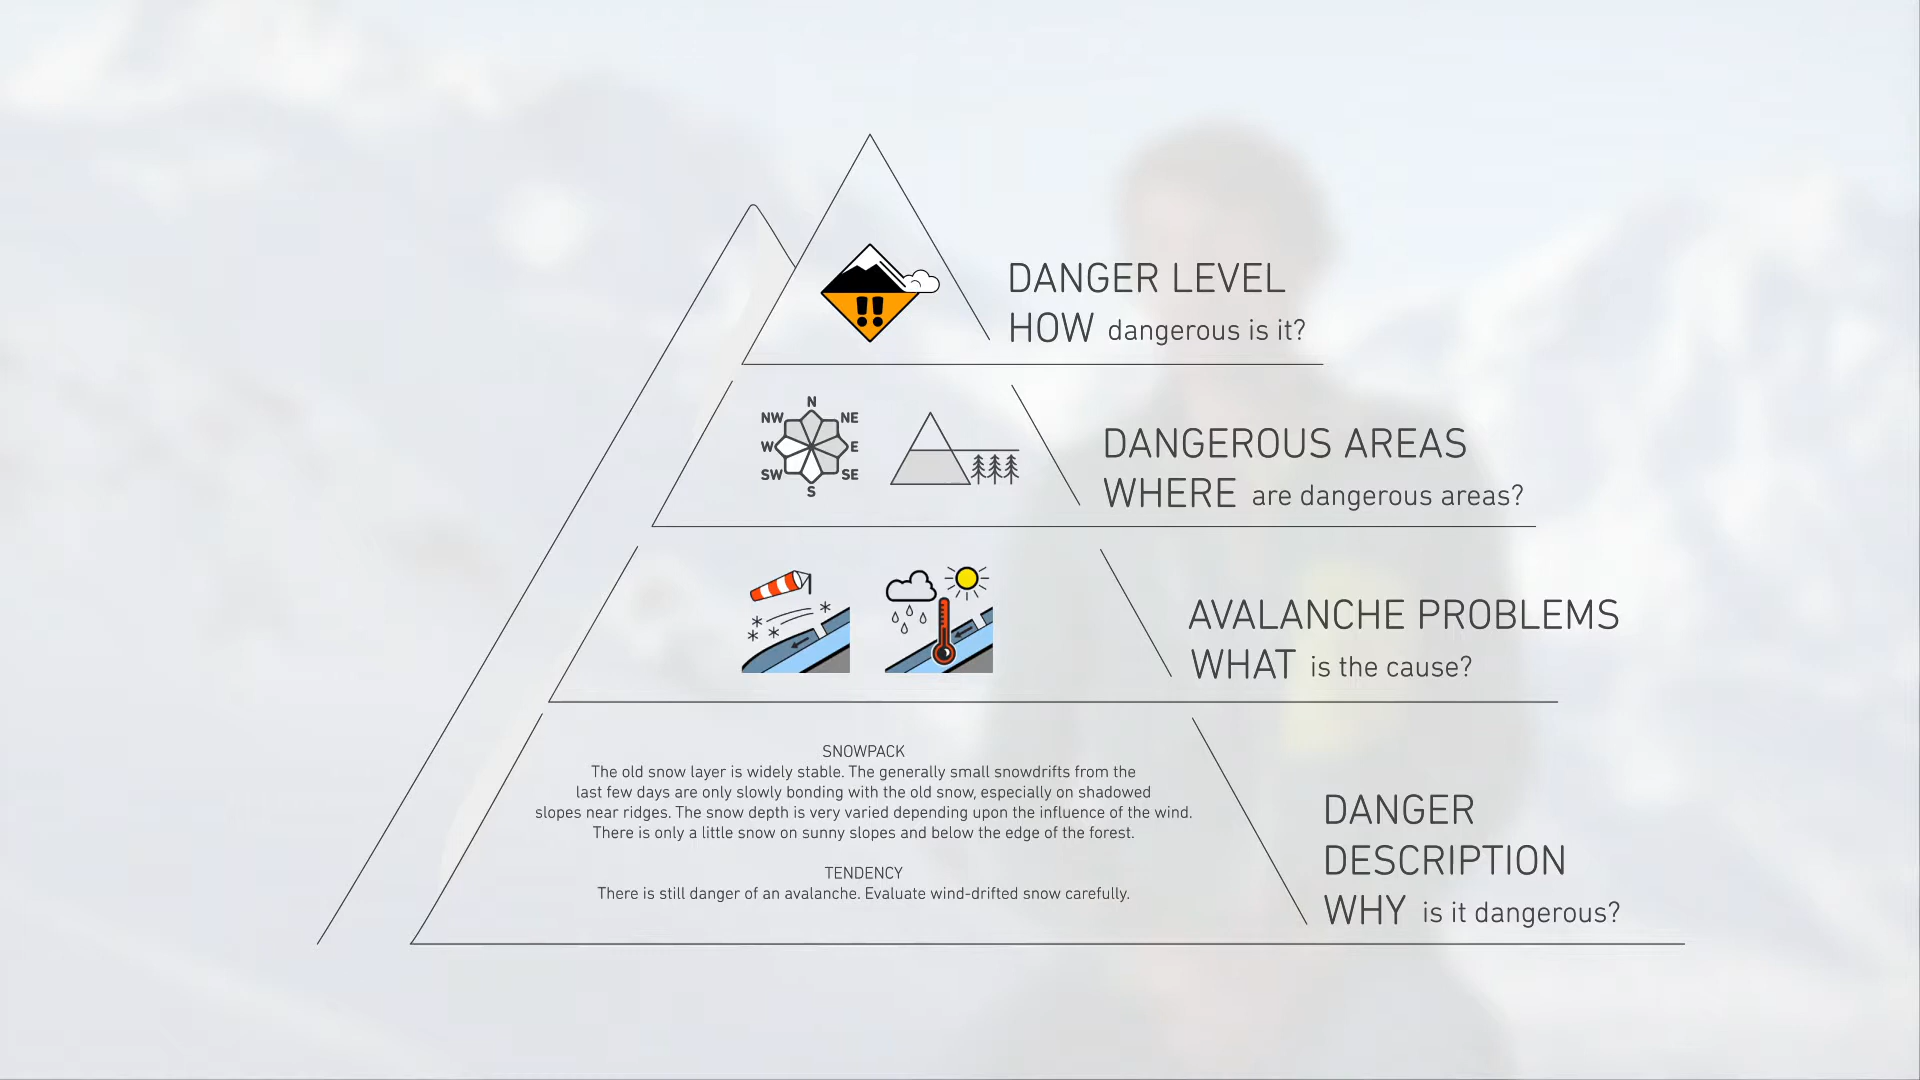 DANGER LEVEL
HOW dangerous is it?
N
NW NE
W E
SW SE
S
DANGEROUS AREAS
WHERE are dangerous areas?
AVALANCHE PROBLEMS
WHAT is the cause?
SNOWPACK
The old snow layer is widely stable. The generally small snowdrifts from the
last few days are only slowly bonding with the old snow, especially on shadowed
slopes near ridges. The snow depth is very varied depending upon the influence of the wind.
There is only a little snow on sunny slopes and below the edge of the forest.
TENDENCY
There is still danger of an avalanche. Evaluate wind-drifted snow carefully.
DANGER
DESCRIPTION
WHY is it dangerous?